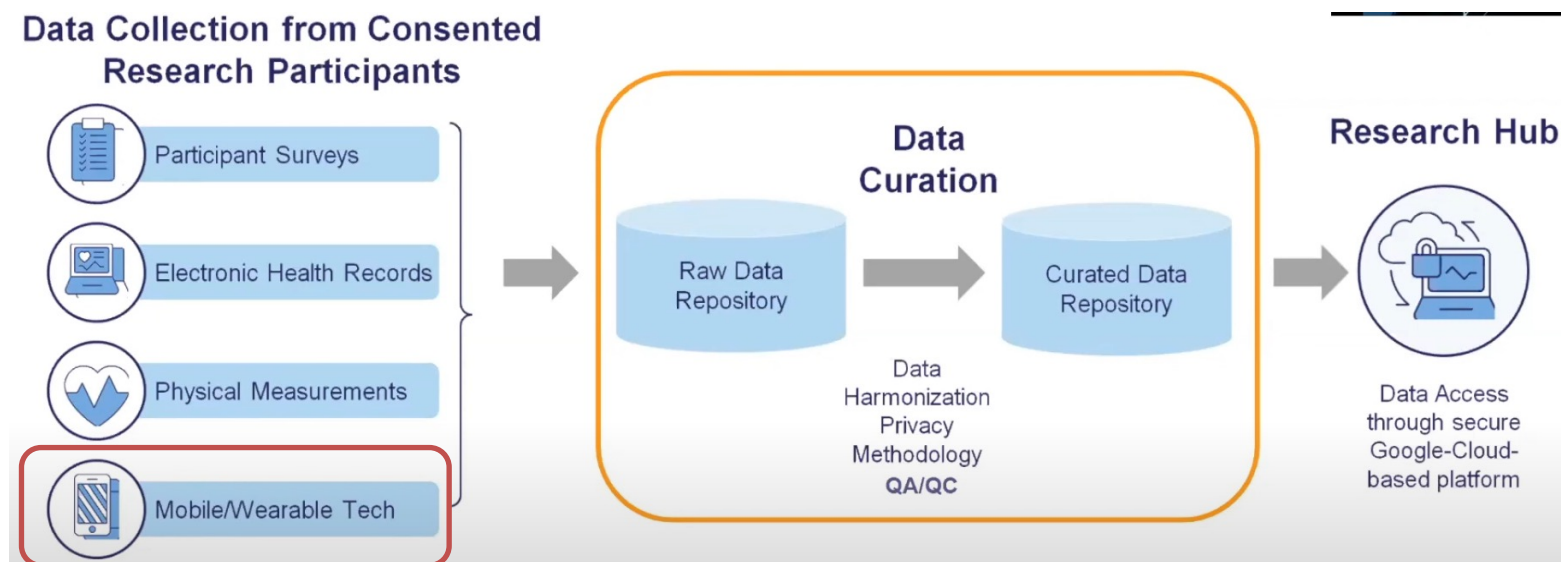 Data Collection from Consented
Research Participants
Participant Surveys
Electronic Health Records
Physical Measurements
Mobile/Wearable Tech
Data
Curation
Raw Data
Repository
Curated Data
Repository
Data
Harmonization
Privacy
Methodology
QA/QC
Research Hub
Data Access
through secure
Google-Cloud-
based platform